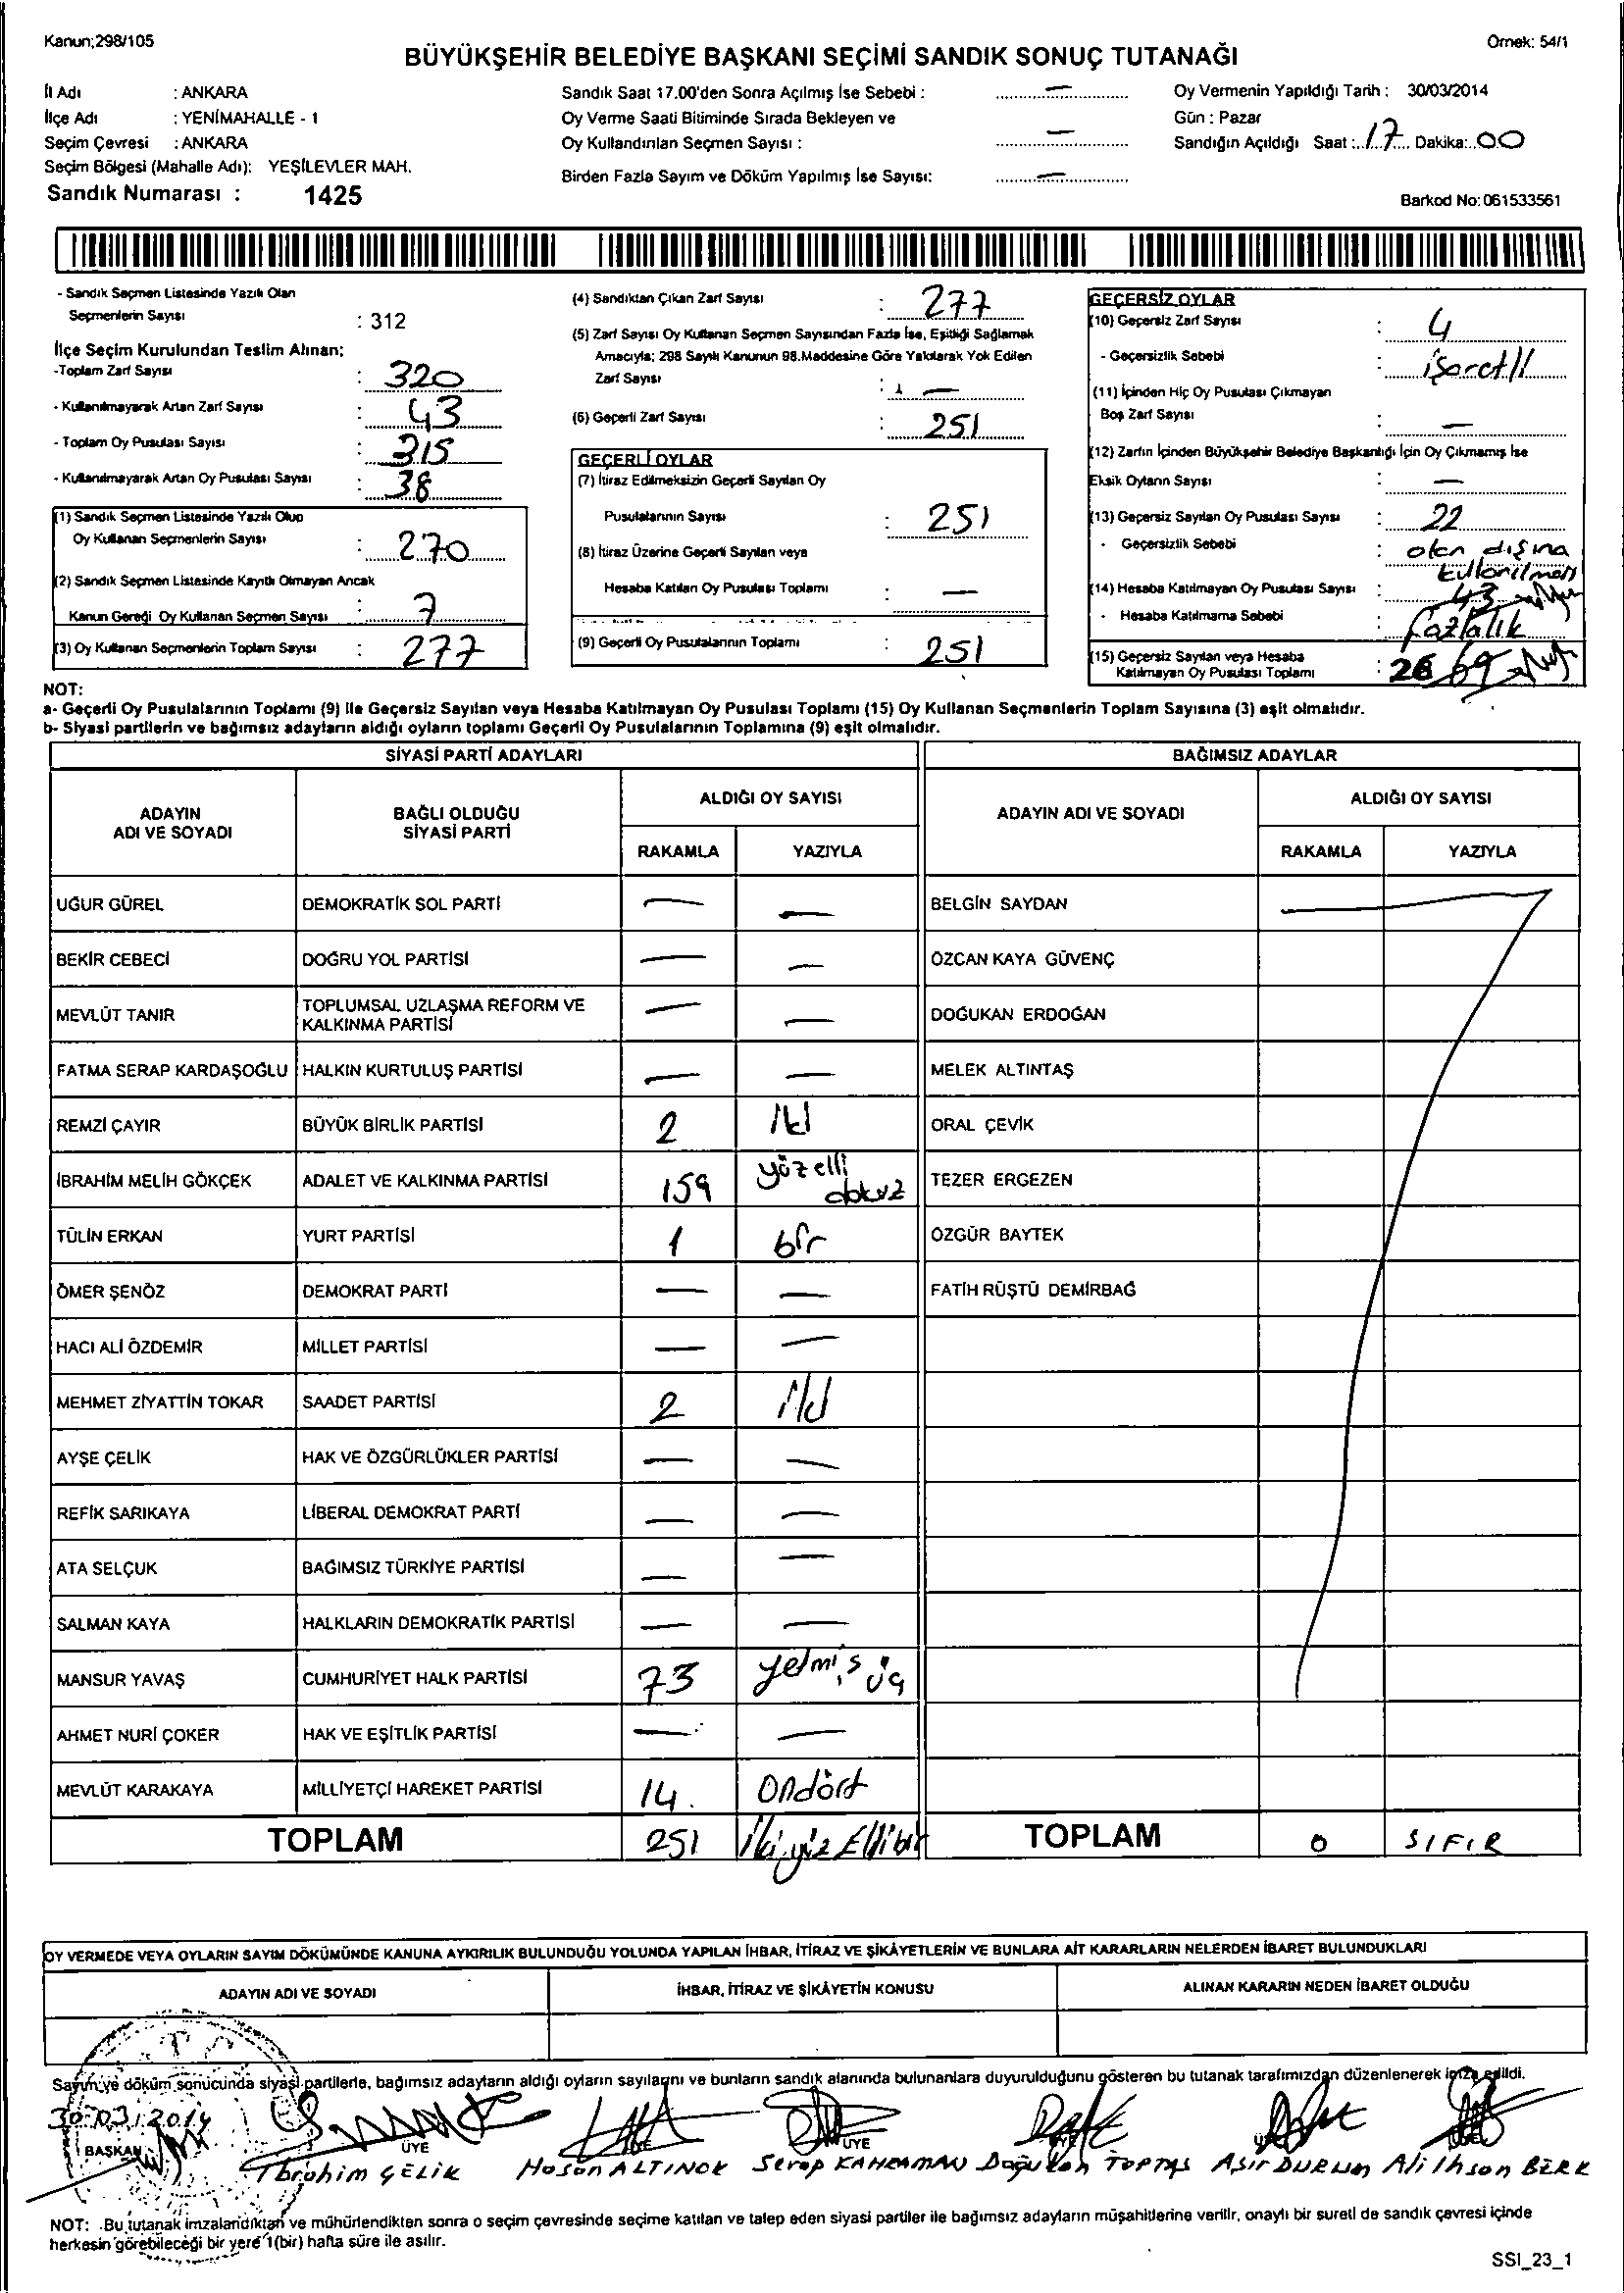 Kanun;298/105
Örnek: 54/1
BÜYÜKŞEHİR BELEDİYE BAŞKANI SEÇİMİ SANDIK SONUÇ TUTANAĞI
İl Adı : ANKARA
İlçe Adı : YENİMAHALLE - 1
Seçim Çevresi : ANKARA
Seçim Bölgesi (Mahalle Adı): YEŞİLEVLER MAH.
Sandık Numarası : 1425
Sandık Saat 17.00'den Sonra Açılmış İse Sebebi : —
Oy Verme Saati Bitiminde Sırada Bekleyen ve
Oy Kullandırılan Seçmen Sayısı : —
Birden Fazla Sayım ve Döküm Yapılmış İse Sayısı: —
Oy Vermenin Yapıldığı Tarih : 30/03/2014
Gün : Pazar
Sandığın Açıldığı Saat : 17 Dakika: 00
Barkod No: 061533561
- Sandık Seçmen Listesinde Yazılı Olan
Seçmenlerin Sayısı : 312
İlçe Seçim Kurulundan Teslim Alınan;
-Toplam Zarf Sayısı : 320
- Kullanılmayarak Artan Zarf Sayısı : 43
- Toplam Oy Pusulası Sayısı : 315
- Kullanılmayarak Artan Oy Pusulası Sayısı : 38
(1) Sandık Seçmen Listesinde Yazılı Olup
Oy Kullanan Seçmenlerin Sayısı : 270
(2) Sandık Seçmen Listesinde Kayıtlı Olmayan Ancak
Kanun Gereği Oy Kullanan Seçmen Sayısı : 7
(3) Oy Kullanan Seçmenlerin Toplam Sayısı : 277
(4) Sandıktan Çıkan Zarf Sayısı : 277
(5) Zarf Sayısı Oy Kullanan Seçmen Sayısından Fazla İse, Eşitliği Sağlamak
Amacıyla; 298 Sayılı Kanunun 98.Maddesine Göre Yakılarak Yok Edilen
Zarf Sayısı : —
(6) Geçerli Zarf Sayısı : 251
GEÇERLİ OYLAR
(7) İtiraz Edilmeksizin Geçerli Sayılan Oy
Pusulalarının Sayısı : 251
(8) İtiraz Üzerine Geçerli Sayılan veya
Hesaba Katılan Oy Pusulası Toplamı : —
(9) Geçerli Oy Pusulalarının Toplamı : 251
GEÇERSİZ OYLAR
(10) Geçersiz Zarf Sayısı : 4
- Geçersizlik Sebebi : işaretli
(11) İçinden Hiç Oy Pusulası Çıkmayan
Boş Zarf Sayısı : —
(12) Zarfın İçinden Büyükşehir Belediye Başkanlığı İçin Oy Çıkmamış İse
Eksik Oyların Sayısı : —
(13) Geçersiz Sayılan Oy Pusulası Sayısı : 22
- Geçersizlik Sebebi : alan dışına
kullanılması
(14) Hesaba Katılmayan Oy Pusulası Sayısı : 43
- Hesaba Katılmama Sebebi : fazlalık
(15) Geçersiz Sayılan veya Hesaba
Katılmayan Oy Pusulası Toplamı : 26 69
NOT:
a- Geçerli Oy Pusulalarının Toplamı (9) ile Geçersiz Sayılan veya Hesaba Katılmayan Oy Pusulası Toplamı (15) Oy Kullanan Seçmenlerin Toplam Sayısına (3) eşit olmalıdır.
b- Siyasi partilerin ve bağımsız adayların aldığı oyların toplamı Geçerli Oy Pusulalarının Toplamına (9) eşit olmalıdır.
SİYASİ PARTİ ADAYLARI
BAĞIMSIZ ADAYLAR
ADAYIN
ADI VE SOYADI
BAĞLI OLDUĞU
SİYASİ PARTİ
ALDIĞI OY SAYISI
RAKAMLA YAZIYLA
ADAYIN ADI VE SOYADI
ALDIĞI OY SAYISI
RAKAMLA YAZIYLA
UĞUR GÜREL DEMOKRATİK SOL PARTİ — — BELGİN SAYDAN
BEKİR CEBECİ DOĞRU YOL PARTİSİ — — ÖZCAN KAYA GÜVENÇ
MEVLÜT TANIR TOPLUMSAL UZLAŞMA REFORM VE
KALKINMA PARTİSİ — — DOĞUKAN ERDOĞAN
FATMA SERAP KARDAŞOĞLU HALKIN KURTULUŞ PARTİSİ — — MELEK ALTINTAŞ
REMZİ ÇAYIR BÜYÜK BİRLİK PARTİSİ 2 İki ORAL ÇEVİK
İBRAHİM MELİH GÖKÇEK ADALET VE KALKINMA PARTİSİ 159 yüzelli
dokuz TEZER ERGEZEN
TÜLİN ERKAN YURT PARTİSİ 1 bir ÖZGÜR BAYTEK
ÖMER ŞENÖZ DEMOKRAT PARTİ — — FATİH RÜŞTÜ DEMİRBAĞ
HACI ALİ ÖZDEMİR MİLLET PARTİSİ — —
MEHMET ZİYATTİN TOKAR SAADET PARTİSİ 2 iki
AYŞE ÇELİK HAK VE ÖZGÜRLÜKLER PARTİSİ — —
REFİK SARIKAYA LİBERAL DEMOKRAT PARTİ — —
ATA SELÇUK BAĞIMSIZ TÜRKİYE PARTİSİ — —
SALMAN KAYA HALKLARIN DEMOKRATİK PARTİSİ — —
MANSUR YAVAŞ CUMHURİYET HALK PARTİSİ 73 yetmiş üç
AHMET NURİ ÇOKER HAK VE EŞİTLİK PARTİSİ — —
MEVLÜT KARAKAYA MİLLİYETÇİ HAREKET PARTİSİ 14. Ondört
TOPLAM 251 İkiyüz Ellibir TOPLAM 0 SIFIR
OY VERMEDE VEYA OYLARIN SAYIM DÖKÜMÜNDE KANUNA AYKIRILIK BULUNDUĞU YOLUNDA YAPILAN İHBAR, İTİRAZ VE ŞİKÂYETLERİN VE BUNLARA AİT KARARLARIN NELERDEN İBARET BULUNDUKLARI
ADAYIN ADI VE SOYADI İHBAR, İTİRAZ VE ŞİKÂYETİN KONUSU ALINAN KARARIN NEDEN İBARET OLDUĞU
Sayım ve döküm sonucunda siyasi partilerle, bağımsız adayların aldığı oyların sayılarını ve bunların sandık alanında bulunanlara duyurulduğunu gösteren bu tutanak tarafımızdan düzenlenerek imza edildi.
30.03.2014
BAŞKAN ÜYE ÜYE ÜYE ÜYE ÜYE ÜYE
İbrahim ÇELİK Hasan ALTINOK Serap KAHRAMAN Doğukan TOPTAŞ Aşır DURMUŞ Ali İhsan BERK
NOT: Bu tutanak imzalandıktan ve mühürlendikten sonra o seçim çevresinde seçime katılan ve talep eden siyasi partiler ile bağımsız adayların müşahitlerine verilir, onaylı bir sureti de sandık çevresi içinde
herkesin görebileceği bir yere 1(bir) hafta süre ile asılır.
SSI_23_1